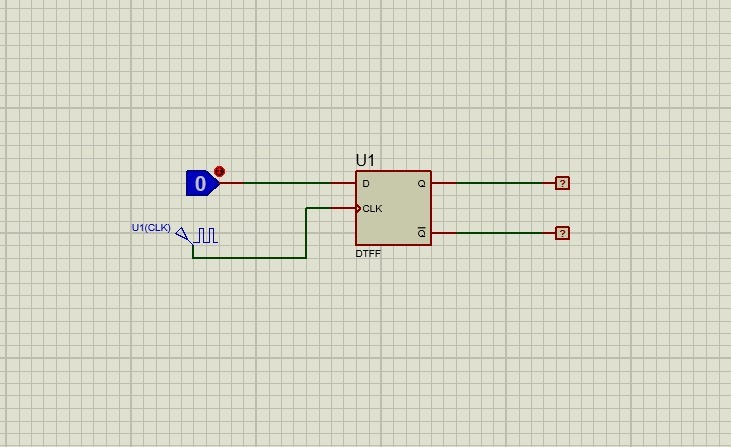 U1
0
D
Q
U1(CLK)
CLK
Q̅
DTFF
?
?